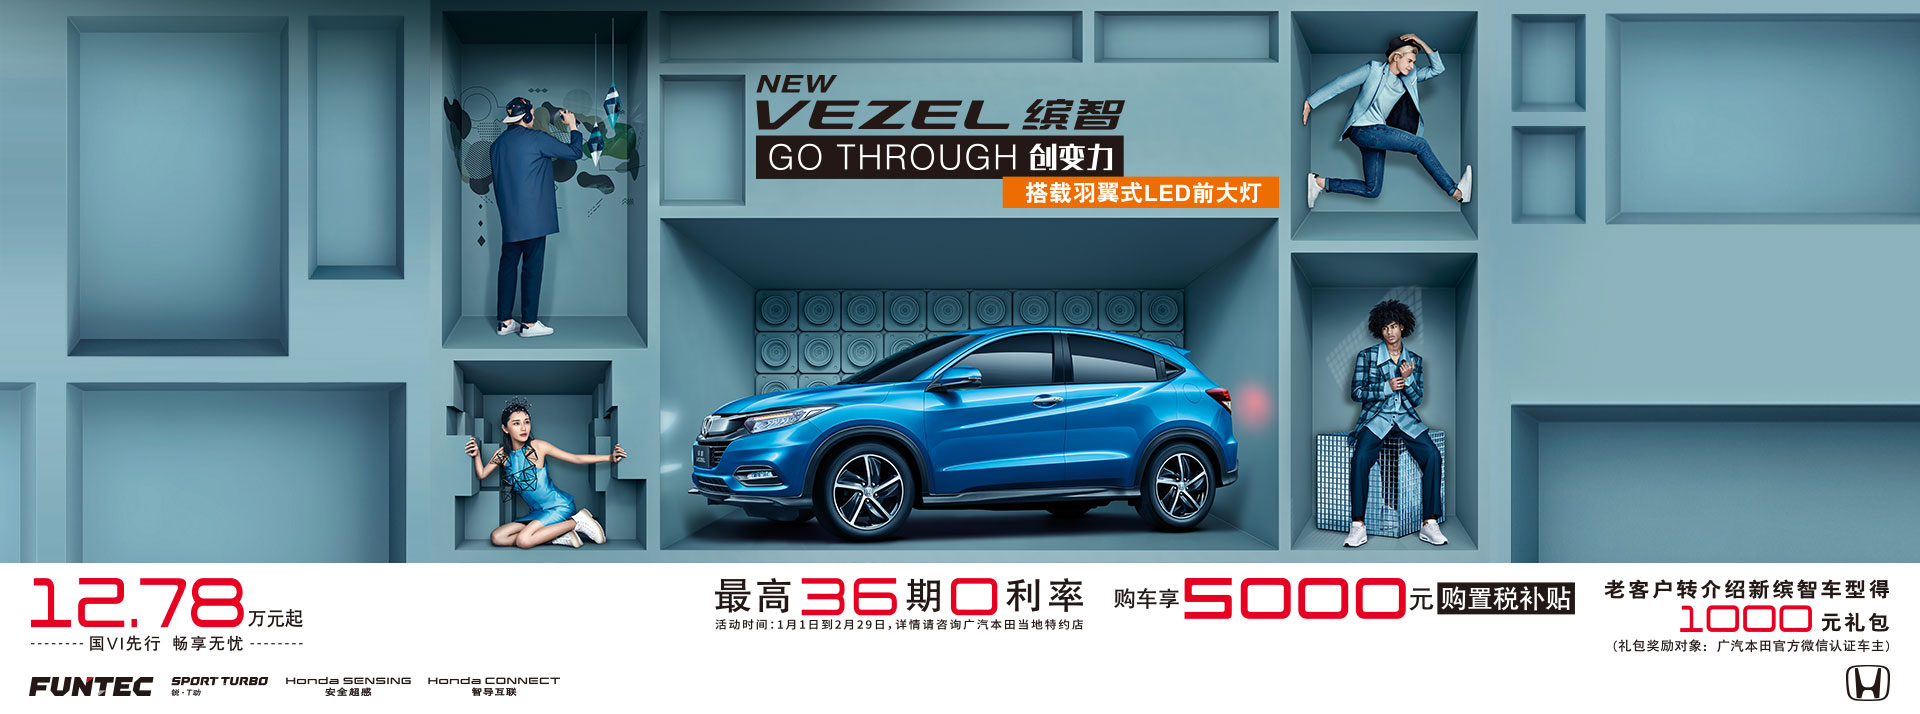 NEW
VEZEL 缤智
GO THROUGH 创变力
搭载羽翼式LED前大灯
缤智
VEZEL
12.78万元起
国VI先行 畅享无忧
最高36期0利率
活动时间:1月1日到2月29日,详情请咨询广汽本田当地特约店
购车享5000元购置税补贴
老客户转介绍新缤智车型得
1000元礼包
(礼包奖励对象:广汽本田官方微信认证车主)
FUNTEC
SPORT TURBO
锐·T动
Honda SENSING
安全超感
Honda CONNECT
智导互联